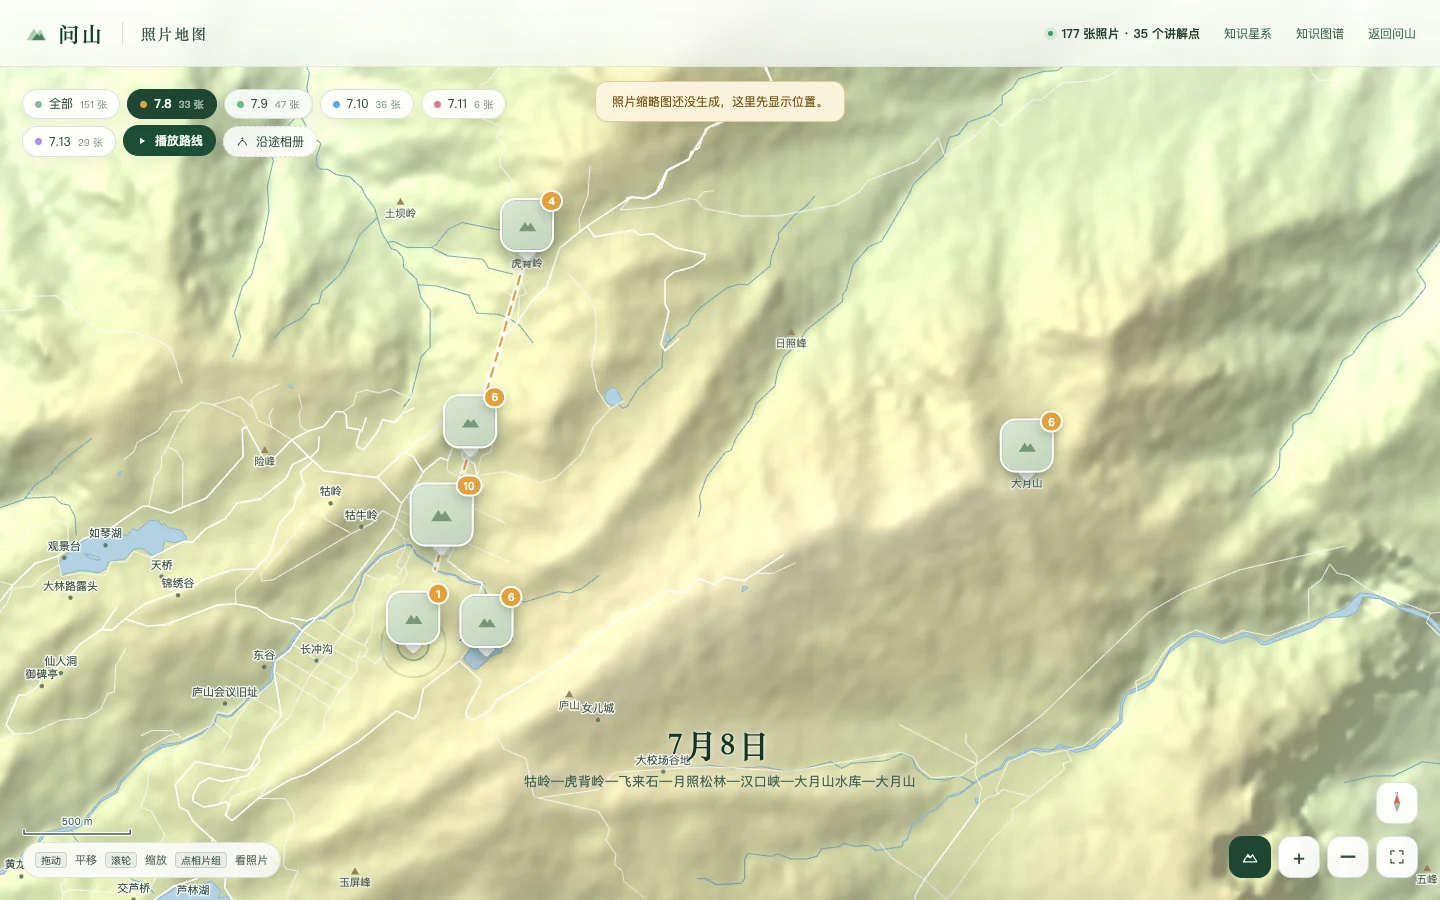 问山
照片地图
177 张照片 · 35 个讲解点
知识星系
知识图谱
返回问山
全部 151 张
7.8 33 张
7.9 47 张
7.10 36 张
7.11 6 张
7.13 29 张
播放路线
沿途相册
照片缩略图还没生成，这里先显示位置。
土坝岭
4
虎背岭
日照峰
6
6
大月山
险峰
牯岭
牯牛岭
10
如琴湖
观景台
天桥
大林路露头
锦绣谷
1
6
仙人洞
御碑亭
东谷
长冲沟
庐山会议旧址
庐山
女儿城
7月8日
大校场谷地
牯岭—虎背岭—飞来石—月照松林—汉口峡—大月山水库—大月山
500 m
拖动 平移 滚轮 缩放 点相片组 看照片
黄龙
交芦桥
芦林湖
玉屏峰
五峰